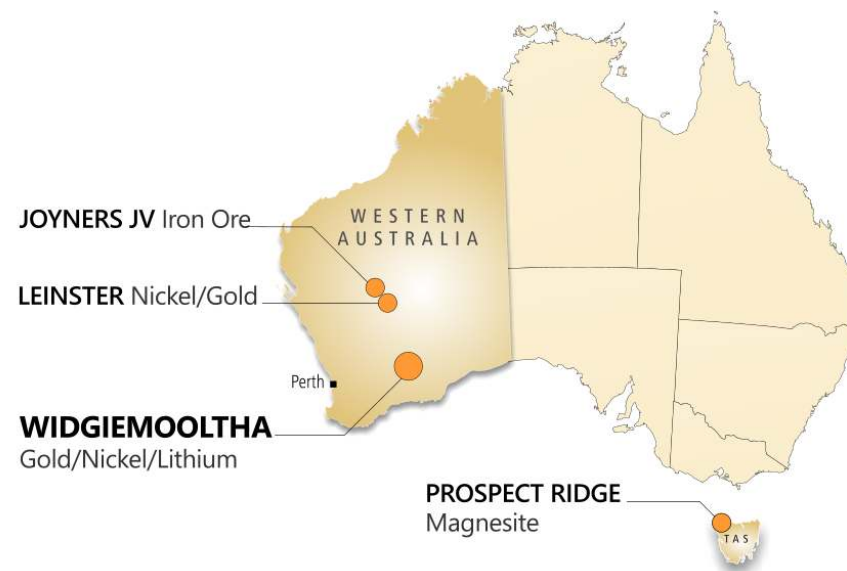 WESTERN
AUSTRALIA
JOYNERS JV Iron Ore
LEINSTER Nickel/Gold
Perth
WIDGIEMOOLTHA
Gold/Nickel/Lithium
PROSPECT RIDGE
Magnesite
TAS